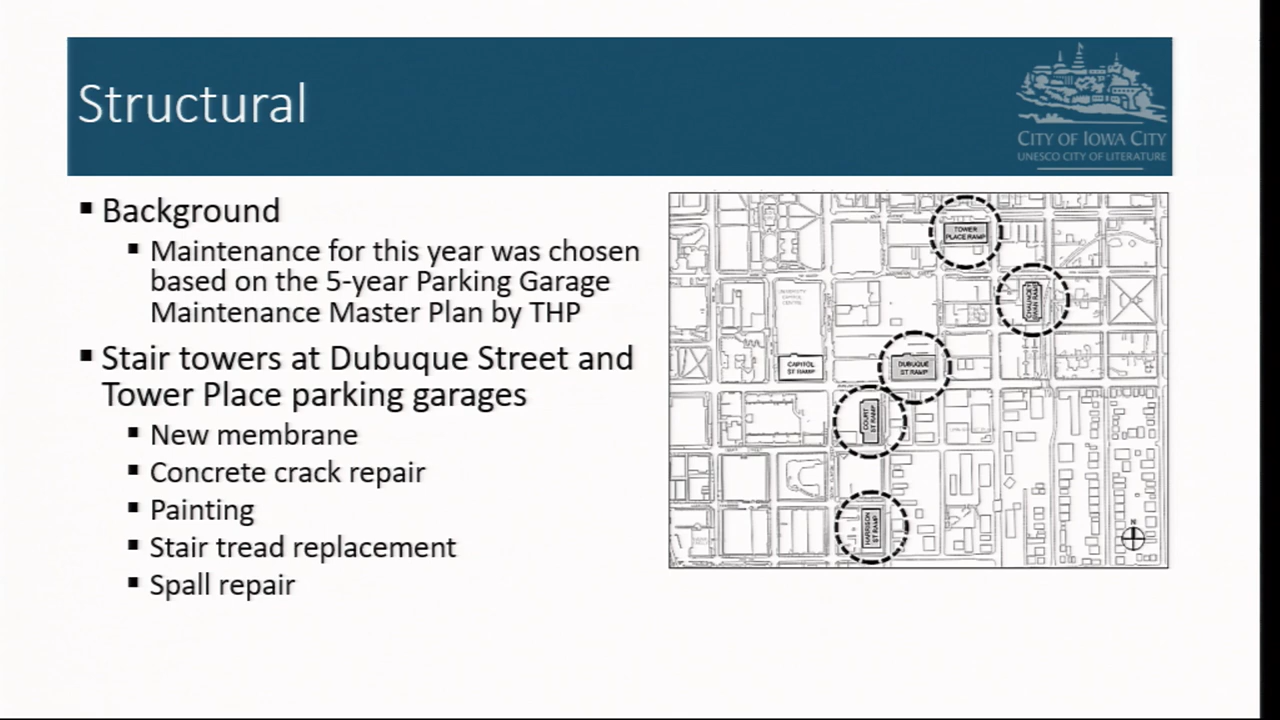 Structural
CITY OF IOWA CITY
UNESCO CITY OF LITERATURE
Background
Maintenance for this year was chosen
based on the 5-year Parking Garage
Maintenance Master Plan by THP
Stair towers at Dubuque Street and
Tower Place parking garages
New membrane
Concrete crack repair
Painting
Stair tread replacement
Spall repair
TOWER
PLACE RAMP
CAPITOL
ST RAMP
DUBUQUE
ST RAMP
COURT
ST RAMP
HARRISON
ST RAMP
N